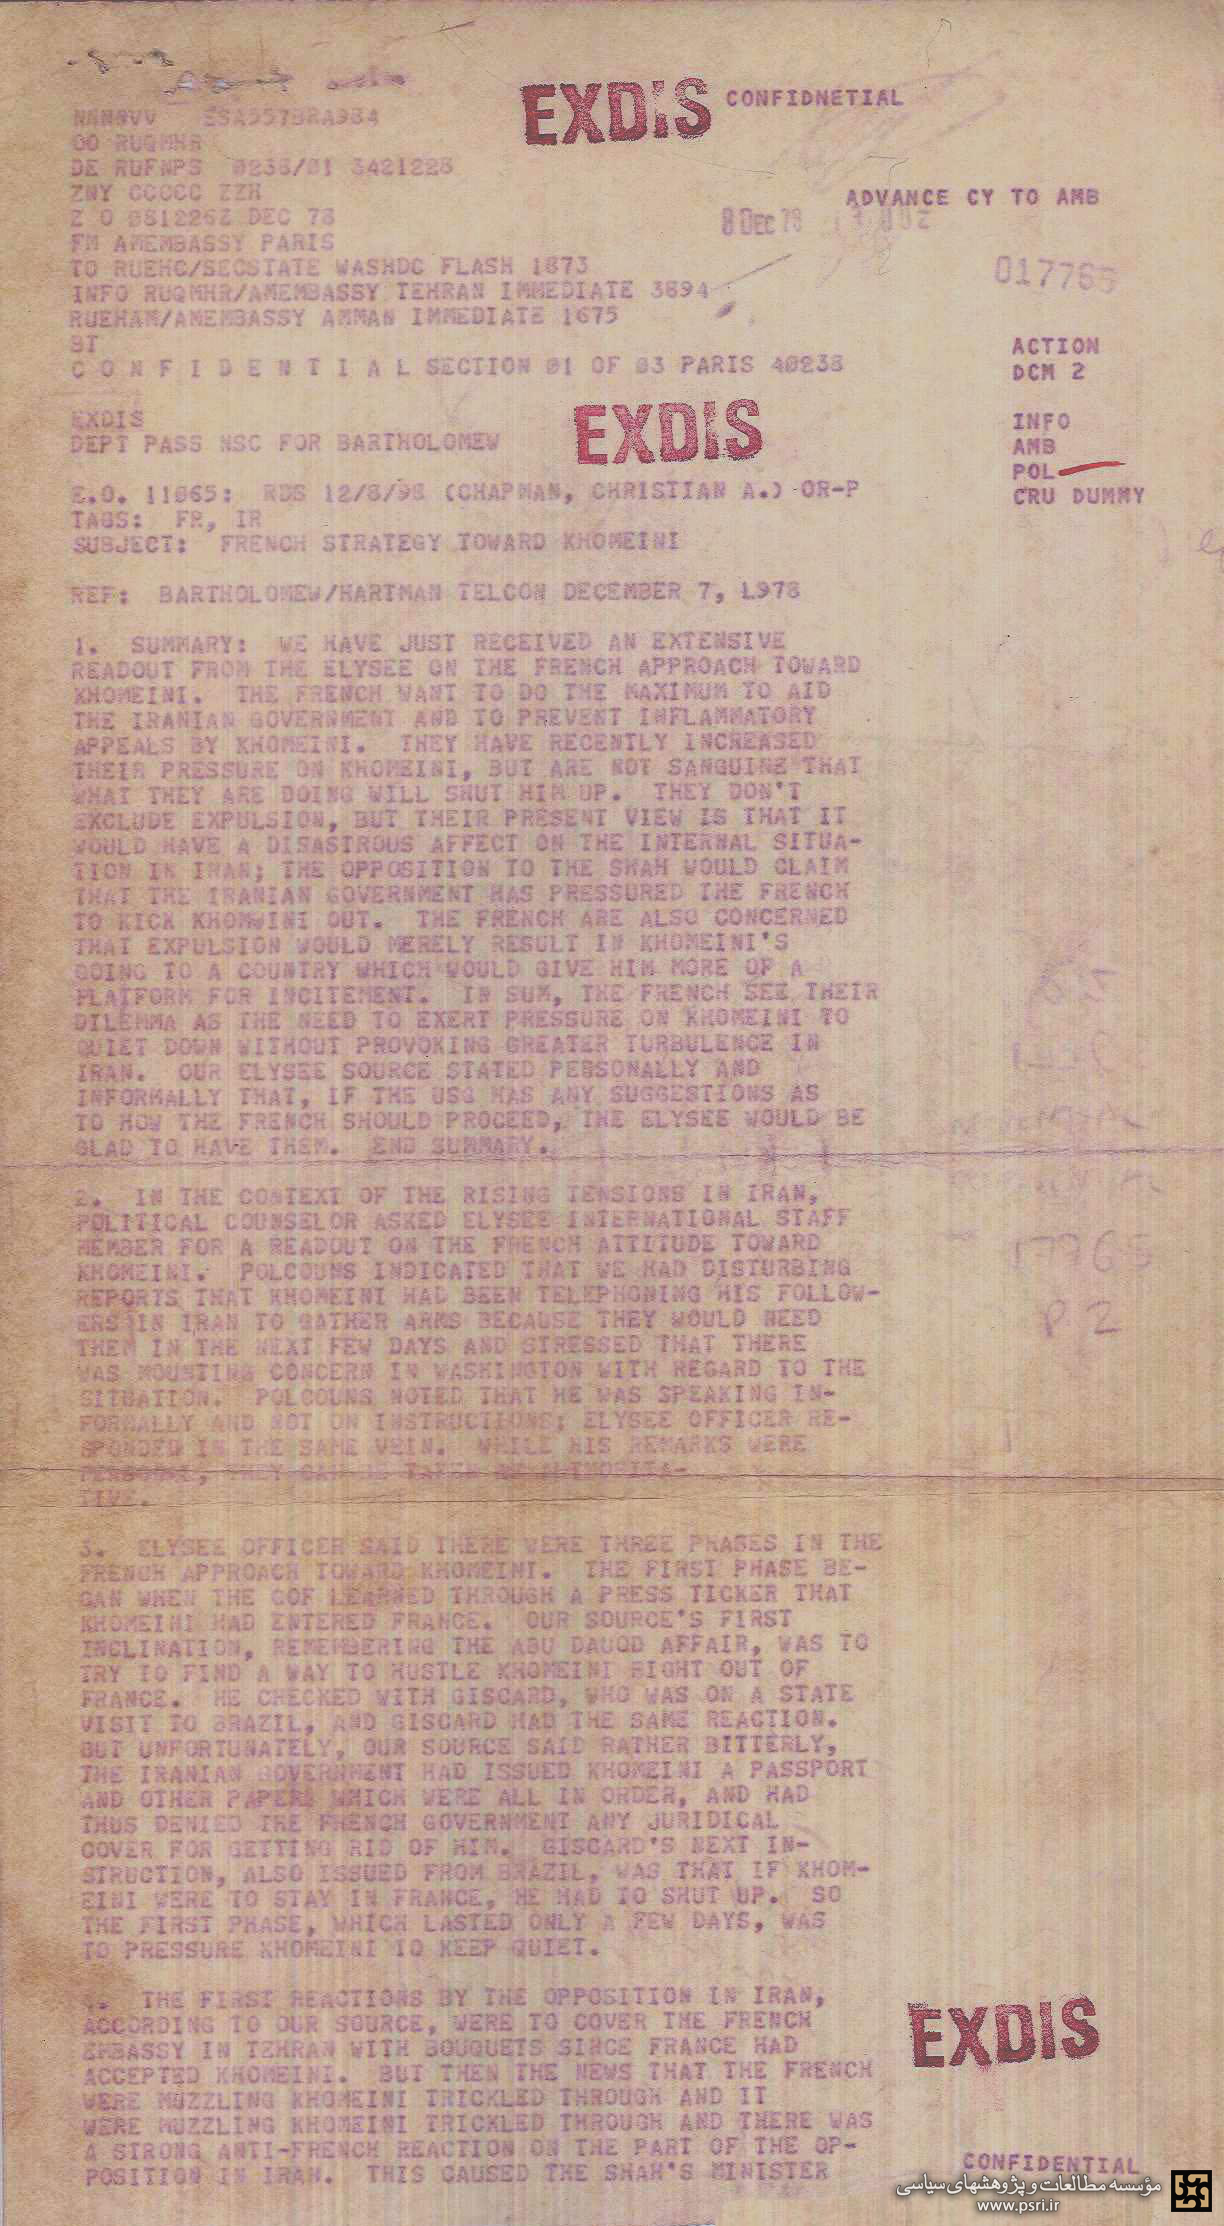 EXDIS CONFIDNETIAL
OO RUQMHR
DE RUFNPS 0238/01 3421228
ZNY CCCCC ZZH
Z O 081226Z DEC 78
FM AMEMBASSY PARIS
TO RUEHC/SECSTATE WASHDC FLASH 1873
INFO RUQMHR/AMEMBASSY TEHRAN IMMEDIATE 3894
RUEHAM/AMEMBASSY AMMAN IMMEDIATE 1675
BT
C O N F I D E N T I A L SECTION 01 OF 03 PARIS 40238
ADVANCE CY TO AMB
8 DEC 78
ACTION
DCM 2
INFO
AMB
POL
CRU DUMMY
EXDIS
EXDIS
DEPT PASS NSC FOR BARTHOLOMEW
E.O. 11065: RDS 12/8/98 (CHAPMAN, CHRISTIAN A.) OR-P
TAGS: FR, IR
SUBJECT: FRENCH STRATEGY TOWARD KHOMEINI
REF: BARTHOLOMEW/HARTMAN TELCON DECEMBER 7, 1978
1. SUMMARY: WE HAVE JUST RECEIVED AN EXTENSIVE
READOUT FROM THE ELYSEE ON THE FRENCH APPROACH TOWARD
KHOMEINI. THE FRENCH WANT TO DO THE MAXIMUM TO AID
THE IRANIAN GOVERNMENT AND TO PREVENT INFLAMMATORY
APPEALS BY KHOMEINI. THEY HAVE RECENTLY INCREASED
THEIR PRESSURE ON KHOMEINI, BUT ARE NOT SANGUINE THAT
WHAT THEY ARE DOING WILL SHUT HIM UP. THEY DON'T
EXCLUDE EXPULSION, BUT THEIR PRESENT VIEW IS THAT IT
WOULD HAVE A DISASTROUS AFFECT ON THE INTERNAL SITUA-
TION IN IRAN; THE OPPOSITION TO THE SHAH WOULD CLAIM
THAT THE IRANIAN GOVERNMENT HAS PRESSURED THE FRENCH
TO KICK KHOMWINI OUT. THE FRENCH ARE ALSO CONCERNED
THAT EXPULSION WOULD MERELY RESULT IN KHOMEINI'S
GOING TO A COUNTRY WHICH WOULD GIVE HIM MORE OF A
PLATFORM FOR INCITEMENT. IN SUM, THE FRENCH SEE THEIR
DILEMMA AS THE NEED TO EXERT PRESSURE ON KHOMEINI TO
QUIET DOWN WITHOUT PROVOKING GREATER TURBULENCE IN
IRAN. OUR ELYSEE SOURCE STATED PERSONALLY AND
INFORMALLY THAT, IF THE USG HAS ANY SUGGESTIONS AS
TO HOW THE FRENCH SHOULD PROCEED, THE ELYSEE WOULD BE
GLAD TO HAVE THEM. END SUMMARY.
2. IN THE CONTEXT OF THE RISING TENSIONS IN IRAN,
POLITICAL COUNSELOR ASKED ELYSEE INTERNATIONAL STAFF
MEMBER FOR A READOUT ON THE FRENCH ATTITUDE TOWARD
KHOMEINI. POLCOUNS INDICATED THAT WE HAD DISTURBING
REPORTS THAT KHOMEINI HAD BEEN TELEPHONING HIS FOLLOW-
ERS IN IRAN TO GATHER ARMS BECAUSE THEY WOULD NEED
THEM IN THE NEXT FEW DAYS AND STRESSED THAT THERE
WAS MOUNTING CONCERN IN WASHINGTON WITH REGARD TO THE
SITUATION. POLCOUNS NOTED THAT HE WAS SPEAKING IN-
FORMALLY AND NOT ON INSTRUCTIONS; ELYSEE OFFICER RE-
SPONDED IN THE SAME VEIN. WHILE HIS REMARKS WERE
PERSONAL, THEY CAN BE TAKEN AS AUTHORITA-
TIVE.
17965
P 2
3. ELYSEE OFFICER SAID THERE WERE THREE PHASES IN THE
FRENCH APPROACH TOWARD KHOMEINI. THE FIRST PHASE BE-
GAN WHEN THE GOF LEARNED THROUGH A PRESS TICKER THAT
KHOMEINI HAD ENTERED FRANCE. OUR SOURCE'S FIRST
INCLINATION, REMEMBERING THE ABU DAUOD AFFAIR, WAS TO
TRY TO FIND A WAY TO HUSTLE KHOMEINI RIGHT OUT OF
FRANCE. HE CHECKED WITH GISCARD, WHO WAS ON A STATE
VISIT TO BRAZIL, AND GISCARD HAD THE SAME REACTION.
BUT UNFORTUNATELY, OUR SOURCE SAID RATHER BITTERLY,
THE IRANIAN GOVERNMENT HAD ISSUED KHOMEINI A PASSPORT
AND OTHER PAPERS WHICH WERE ALL IN ORDER, AND HAD
THUS DENIED THE FRENCH GOVERNMENT ANY JURIDICAL
COVER FOR GETTING RID OF HIM. GISCARD'S NEXT IN-
STRUCTION, ALSO ISSUED FROM BRAZIL, WAS THAT IF KHOM-
EINI WERE TO STAY IN FRANCE, HE HAD TO SHUT UP. SO
THE FIRST PHASE, WHICH LASTED ONLY A FEW DAYS, WAS
TO PRESSURE KHOMEINI TO KEEP QUIET.
4. THE FIRST REACTIONS BY THE OPPOSITION IN IRAN,
ACCORDING TO OUR SOURCE, WERE TO COVER THE FRENCH
EMBASSY IN TEHRAN WITH BOUQUETS SINCE FRANCE HAD
ACCEPTED KHOMEINI. BUT THEN THE NEWS THAT THE FRENCH
WERE MUZZLING KHOMEINI TRICKLED THROUGH AND IT
WERE MUZZLING KHOMEINI TRICKLED THROUGH AND THERE WAS
A STRONG ANTI-FRENCH REACTION ON THE PART OF THE OP-
POSITION IN IRAN. THIS CAUSED THE SHAH'S MINISTER
EXDIS
CONFIDENTIAL
مؤسسه مطالعات و پژوهشهای سیاسی
www.psri.ir